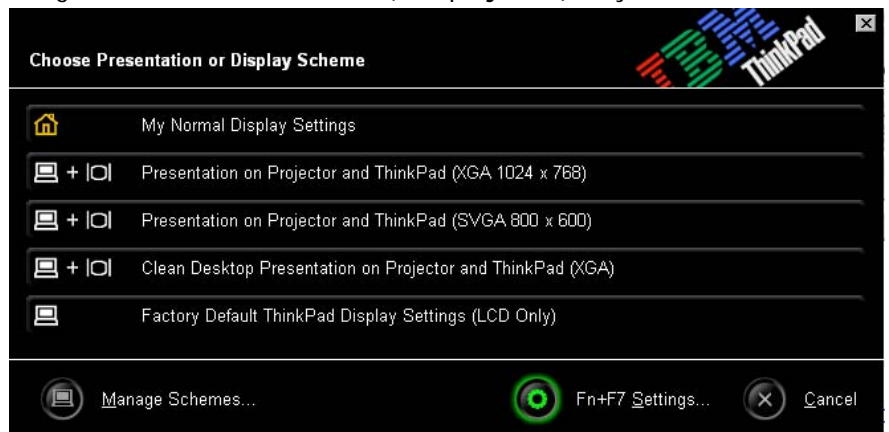 Choose Presentation or Display Scheme
IBM
ThinkPad
My Normal Display Settings
Presentation on Projector and ThinkPad (XGA 1024 x 768)
Presentation on Projector and ThinkPad (SVGA 800 x 600)
Clean Desktop Presentation on Projector and ThinkPad (XGA)
Factory Default ThinkPad Display Settings (LCD Only)
Manage Schemes... Fn+F7 Settings... Cancel